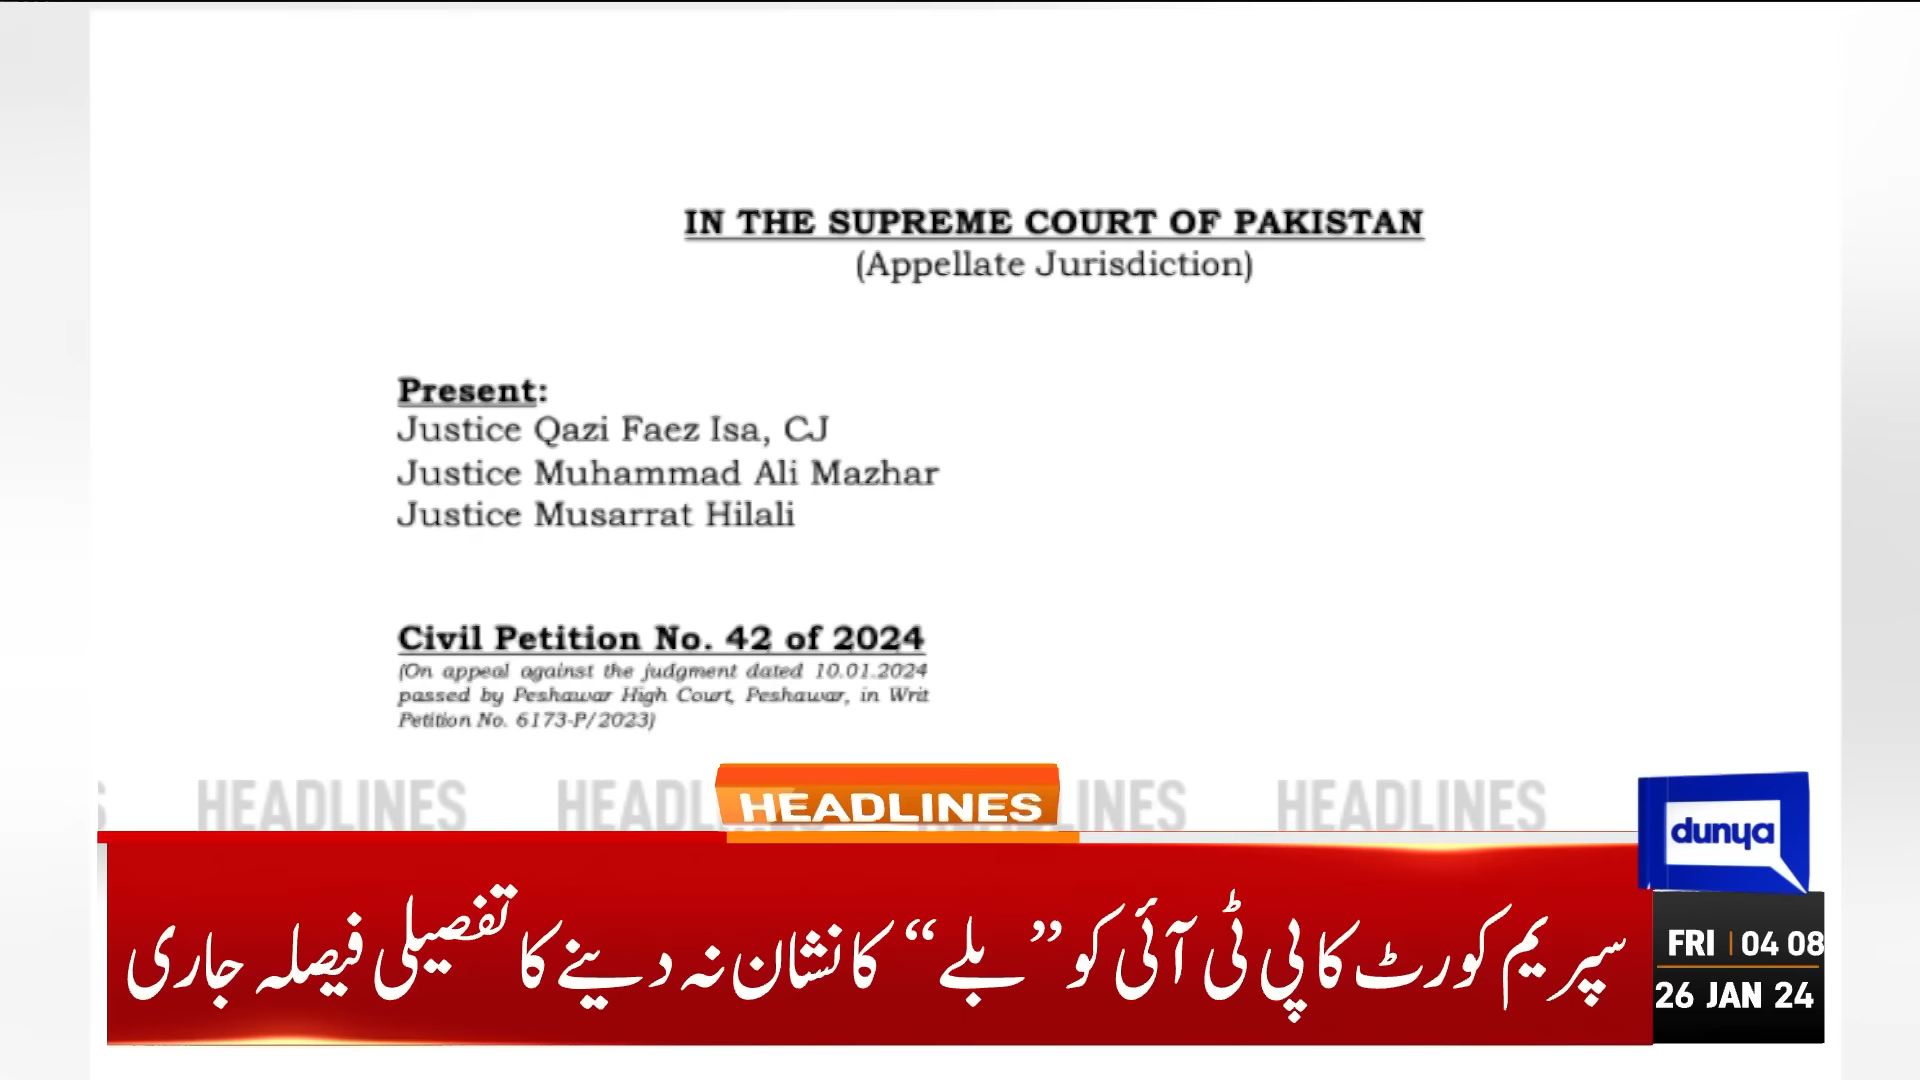 IN THE SUPREME COURT OF PAKISTAN
(Appellate Jurisdiction)
Present:
Justice Qazi Faez Isa, CJ
Justice Muhammad Ali Mazhar
Justice Musarrat Hilali
Civil Petition No. 42 of 2024
(On appeal against the judgment dated 10.01.2024
passed by Peshawar High Court, Peshawar, in Writ
Petition No. 6173-P/2023)
HEADLINES HEADLINES HEADLINES
HEADLINES
dunya
سپریم کورٹ کا پی ٹی آئی کو ”بلے“ کا نشان نہ دینے کا تفصیلی فیصلہ جاری
FRI 04 08
26 JAN 24